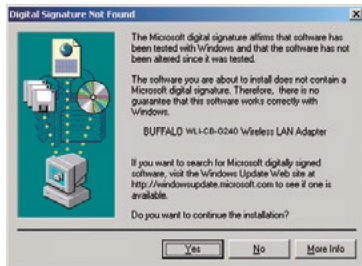 Digital Signature Not Found
The Microsoft digital signature affirms that software has
been tested with Windows and that the software has not
been altered since it was tested.
The software you are about to install does not contain a
Microsoft digital signature. Therefore, there is no
guarantee that this software works correctly with
Windows.
BUFFALO WLI-CB-G240 Wireless LAN Adapter
If you want to search for Microsoft digitally signed
software, visit the Windows Update Web site at
http://windowsupdate.microsoft.com to see if one is
available.
Do you want to continue the installation?
Yes No More Info